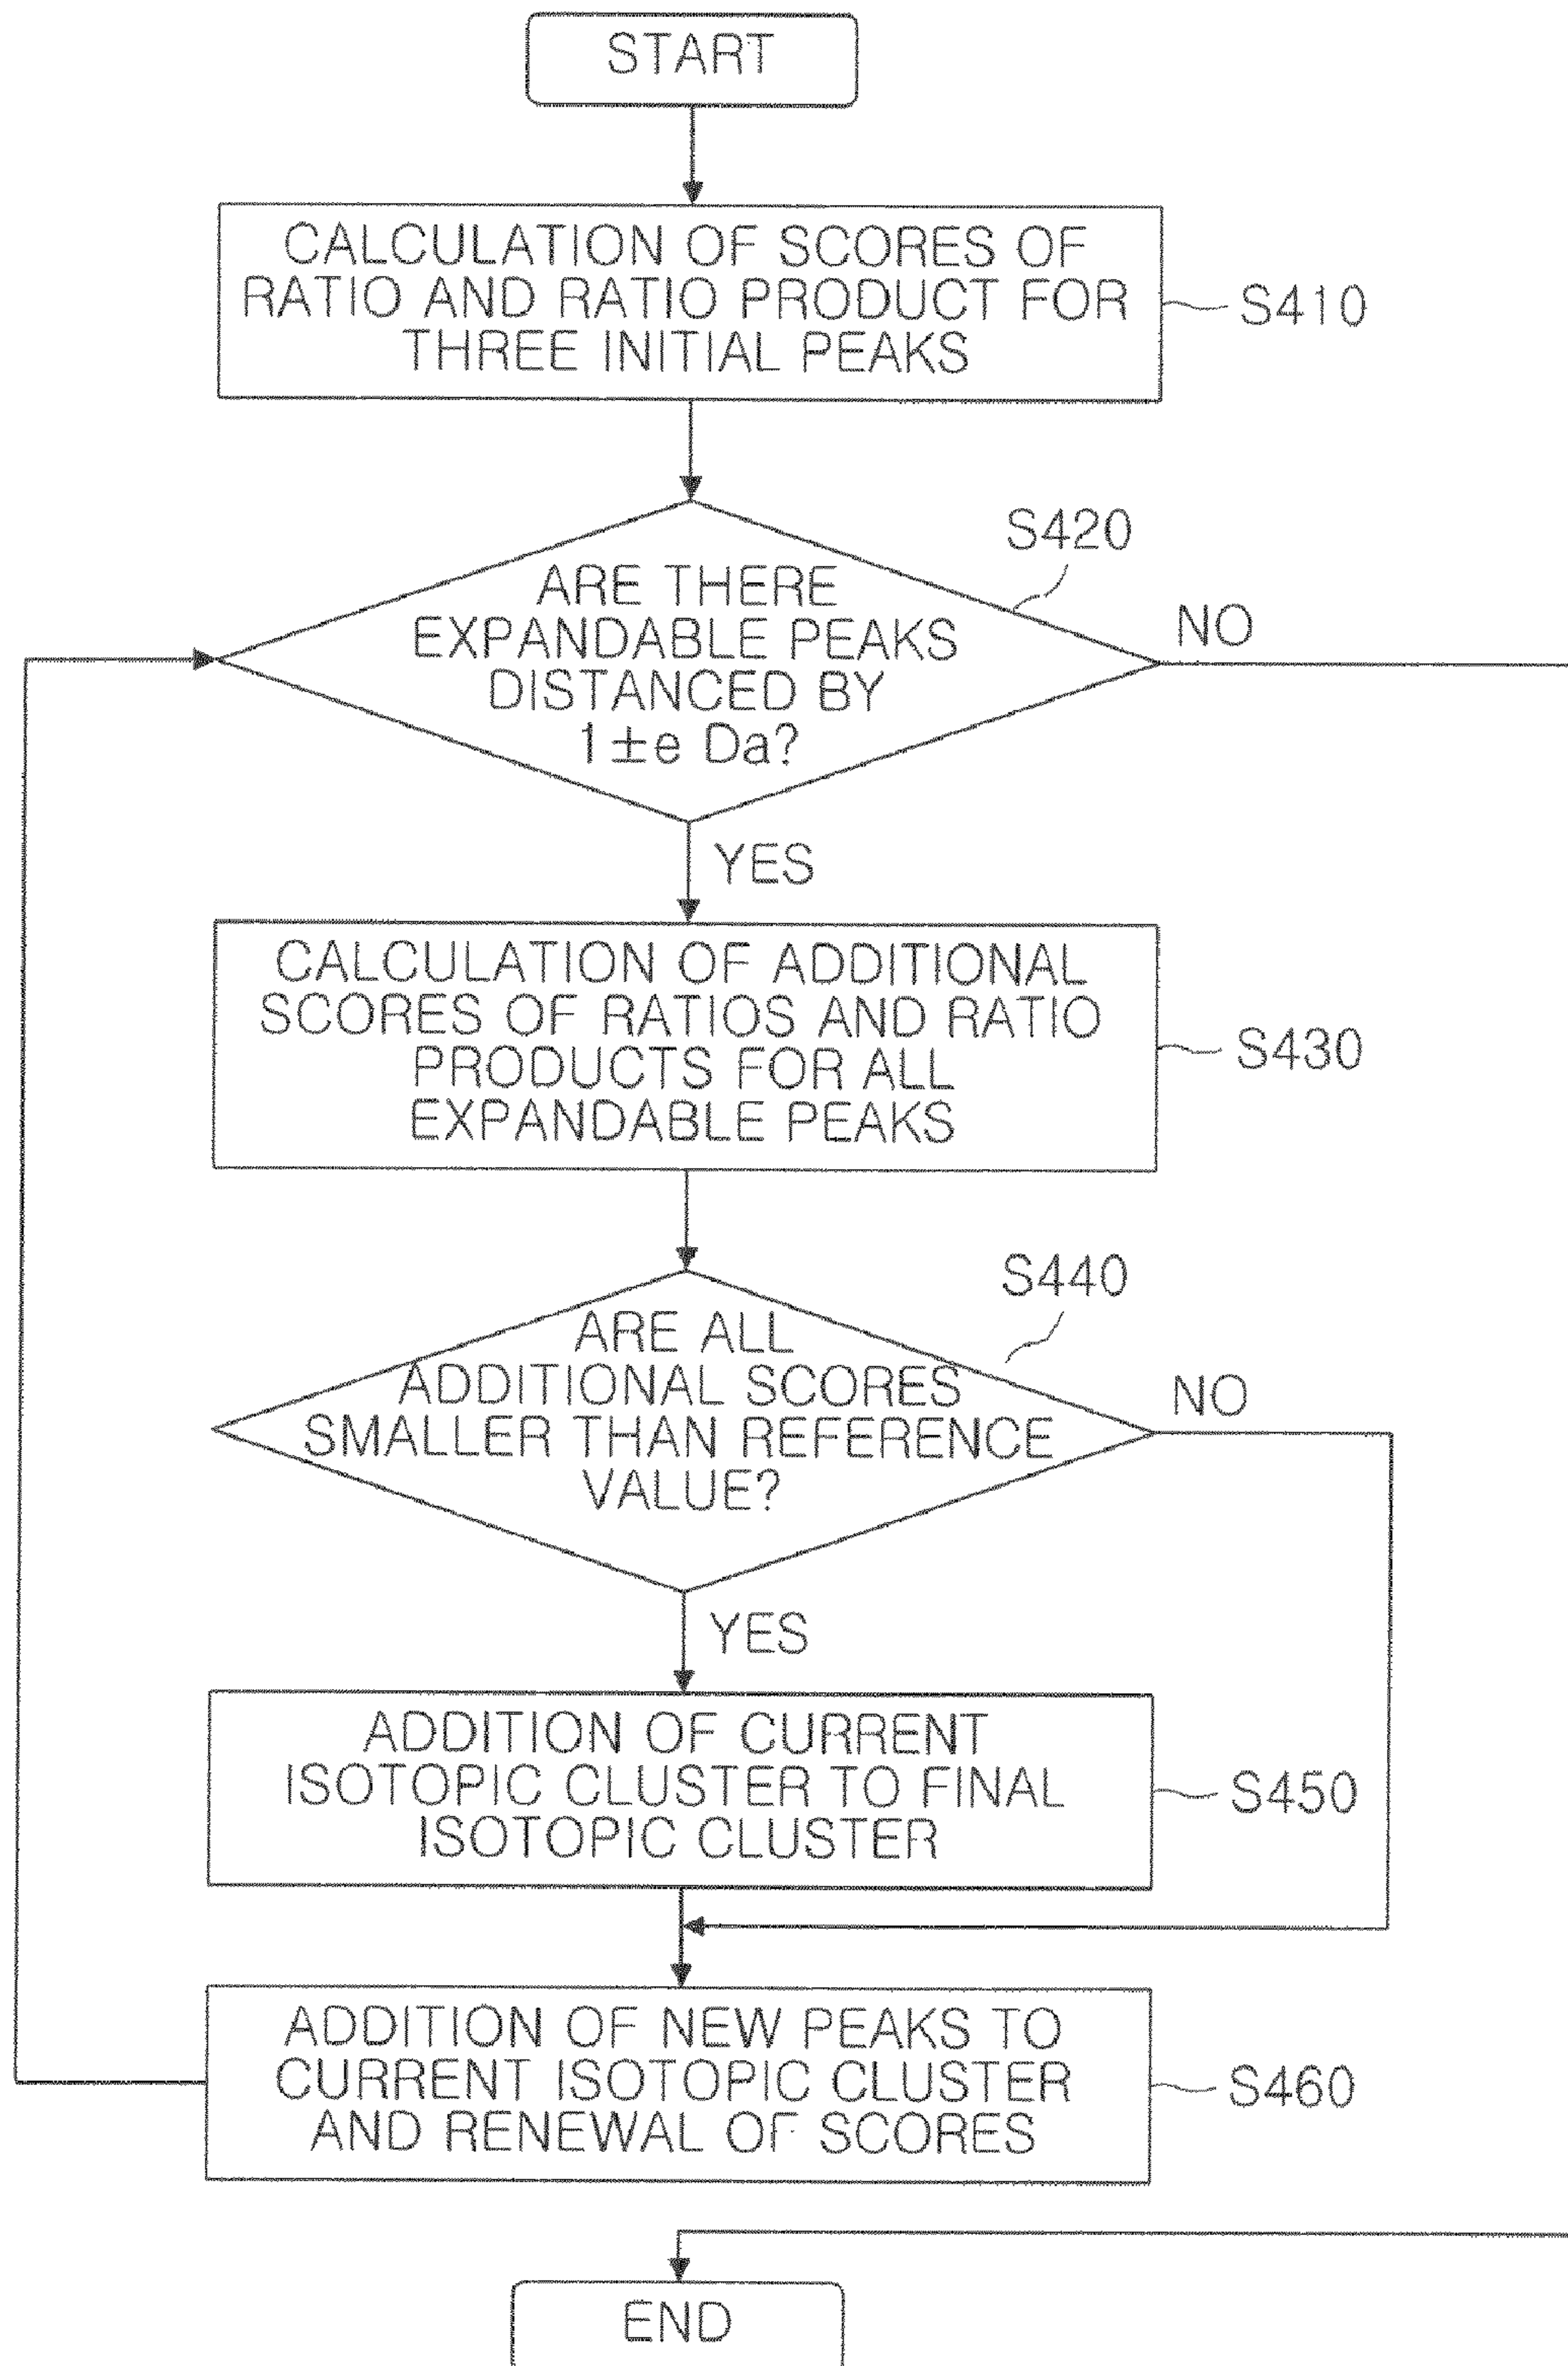 START
CALCULATION OF SCORES OF
RATIO AND RATIO PRODUCT FOR
THREE INITIAL PEAKS
S410
S420
ARE THERE
EXPANDABLE PEAKS
DISTANCED BY
1±e Da?
NO
YES
CALCULATION OF ADDITIONAL
SCORES OF RATIOS AND RATIO
PRODUCTS FOR ALL
EXPANDABLE PEAKS
S430
S440
ARE ALL
ADDITIONAL SCORES
SMALLER THAN REFERENCE
VALUE?
NO
YES
ADDITION OF CURRENT
ISOTOPIC CLUSTER TO FINAL
ISOTOPIC CLUSTER
S450
ADDITION OF NEW PEAKS TO
CURRENT ISOTOPIC CLUSTER
AND RENEWAL OF SCORES
S460
END